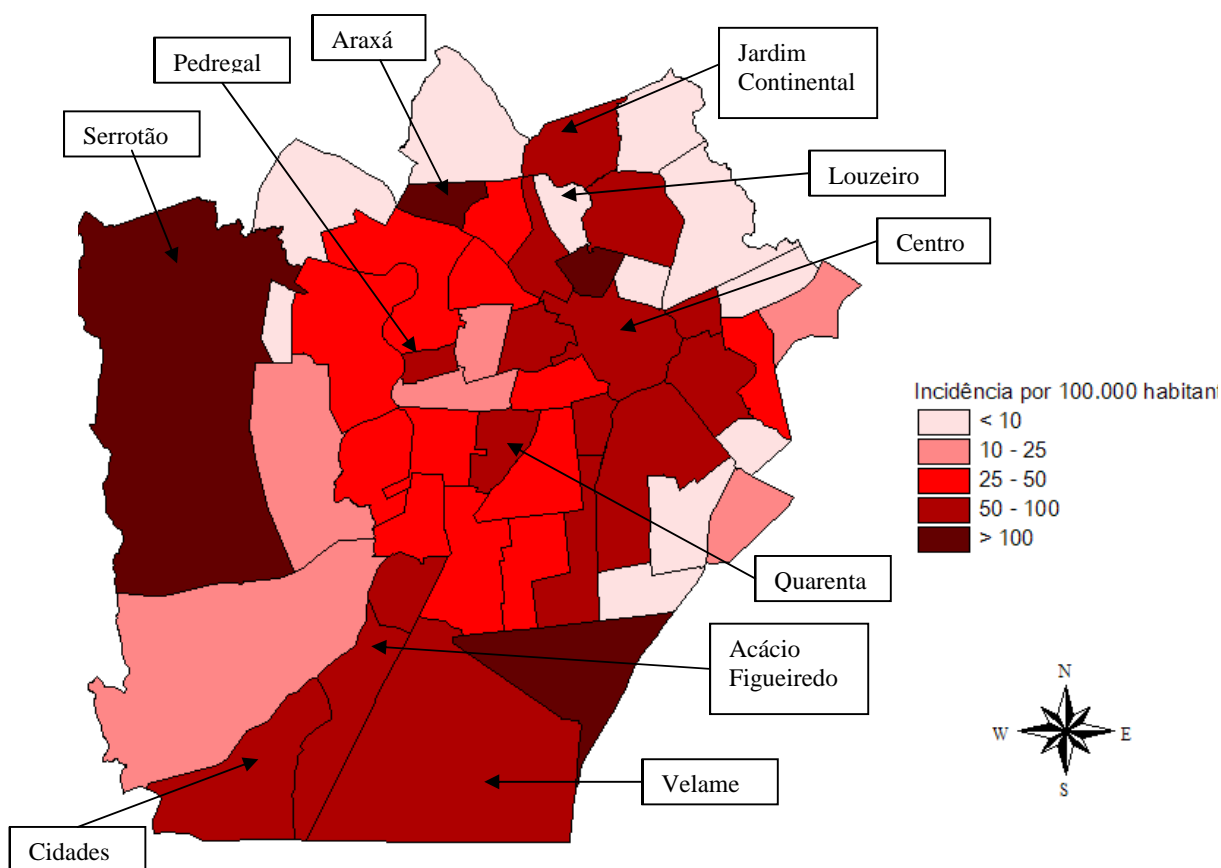 Araxá
Pedregal
Jardim
Continental
Serrotão
Louzeiro
Centro
Incidência por 100.000 habitant
< 10
10 - 25
25 - 50
50 - 100
> 100
Quarenta
Acácio
Figueiredo
N
W
E
S
Velame
Cidades